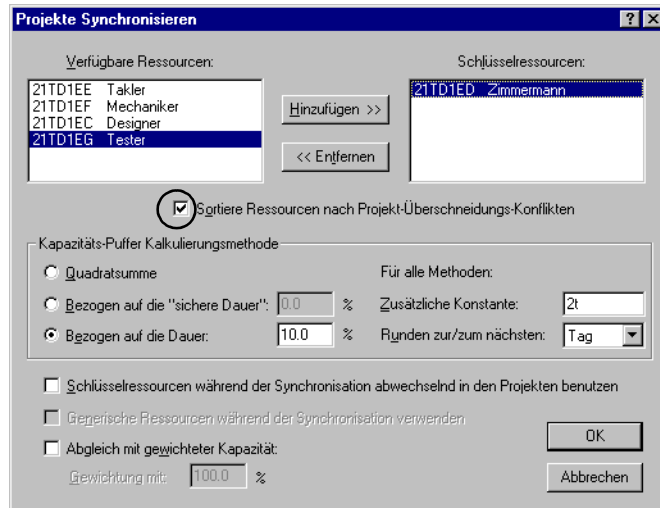 Projekte Synchronisieren
Verfügbare Ressourcen: Schlüsselressourcen:
21TD1EE Takler 21TD1ED Zimmermann
21TD1EF Mechaniker
21TD1EC Designer
21TD1EG Tester
Hinzufügen >>
<< Entfernen
Sortiere Ressourcen nach Projekt-Überschneidungs-Konflikten
Kapazitäts-Puffer Kalkulierungsmethode
Quadratsumme Für alle Methoden:
Bezogen auf die "sichere Dauer": 0.0 % Zusätzliche Konstante: 2t
Bezogen auf die Dauer: 10.0 % Runden zur/zum nächsten: Tag
Schlüsselressourcen während der Synchronisation abwechselnd in den Projekten benutzen
Generische Ressourcen während der Synchronisation verwenden
Abgleich mit gewichteter Kapazität: OK
Gewichtung mit: 100.0 % Abbrechen